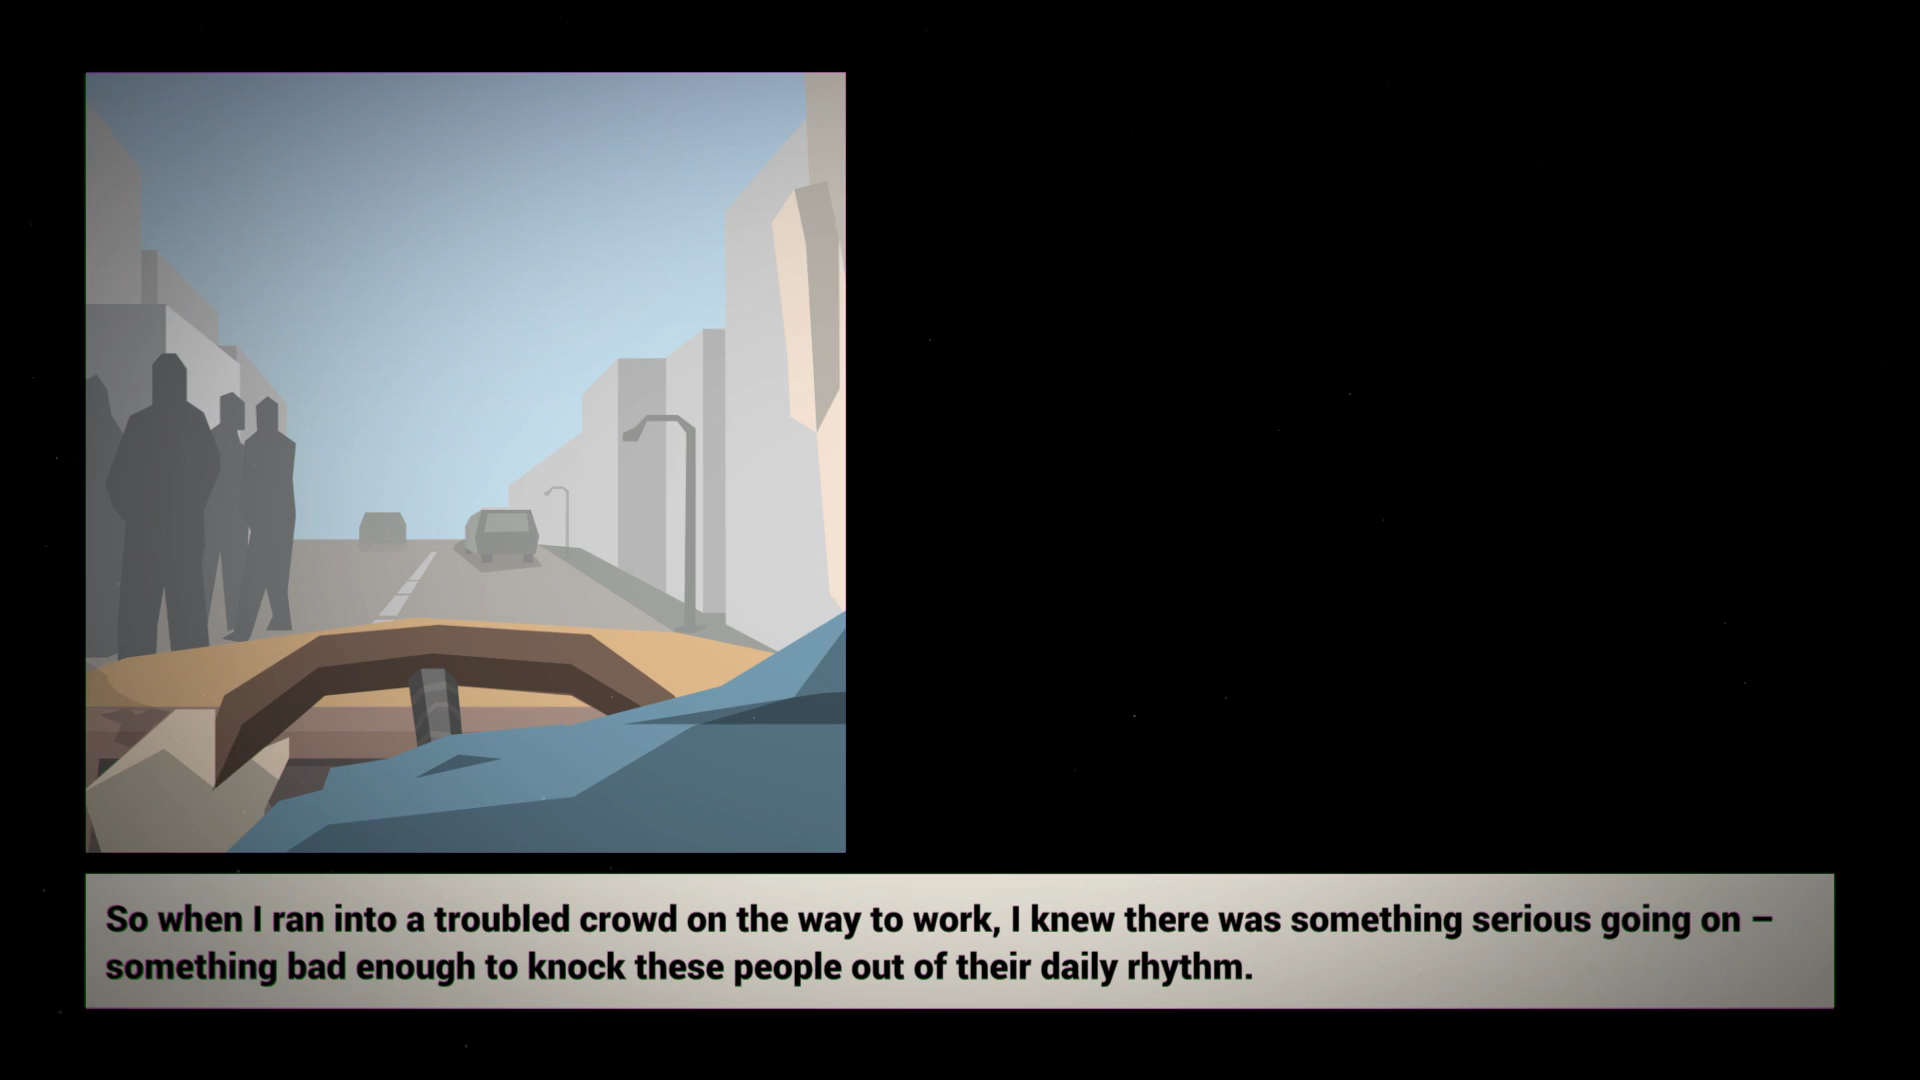 So when I ran into a troubled crowd on the way to work, I knew there was something serious going on –
something bad enough to knock these people out of their daily rhythm.